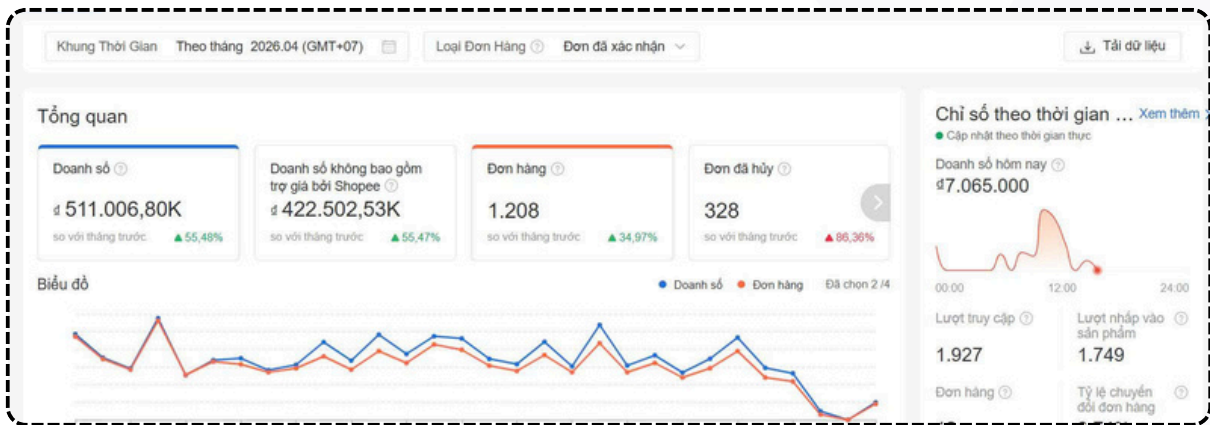 Khung Thời Gian Theo tháng 2026.04 (GMT+07)
Loại Đơn Hàng Đơn đã xác nhận
Tải dữ liệu
Tổng quan
Doanh số
₫ 511.006,80K
so với tháng trước 55,48%
Doanh số không bao gồm
trợ giá bởi Shopee
₫ 422.502,53K
so với tháng trước 55,47%
Đơn hàng
1.208
so với tháng trước 34,97%
Đơn đã hủy
328
so với tháng trước 86,36%
Biểu đồ
Doanh số Đơn hàng Đã chọn 2 /4
Chỉ số theo thời gian ... Xem thêm
Cập nhật theo thời gian thực
Doanh số hôm nay
₫7.065.000
00:00 12:00 24:00
Lượt truy cập
1.927
Lượt nhấp vào
sản phẩm
1.749
Đơn hàng
Tỷ lệ chuyển
đổi đơn hàng